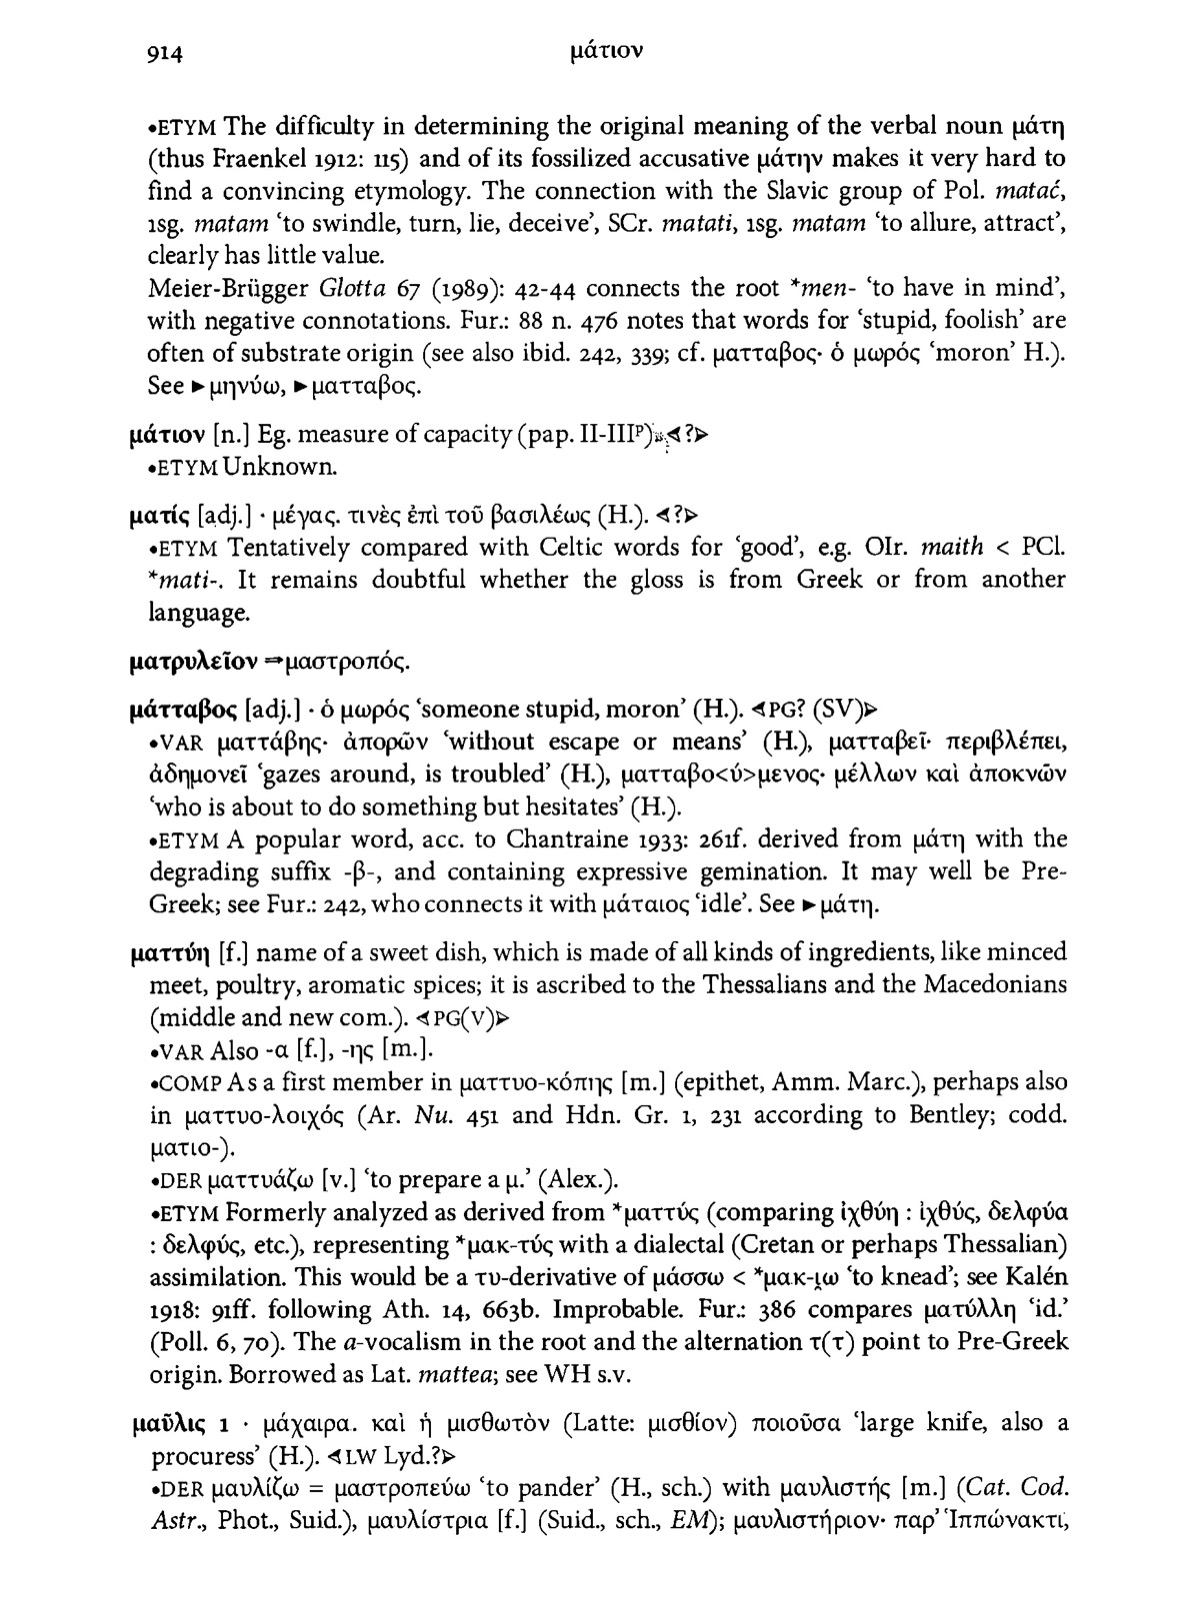 914
μάτιον
•ETYM The difficulty in determining the original meaning of the verbal noun μάτη
(thus Fraenkel 1912: 115) and of its fossilized accusative μάτην makes it very hard to
find a convincing etymology. The connection with the Slavic group of Pol. matać,
1sg. matam ‘to swindle, turn, lie, deceive’, SCr. matati, 1sg. matam ‘to allure, attract’,
clearly has little value.
Meier-Brügger Glotta 67 (1989): 42-44 connects the root *men- ‘to have in mind’,
with negative connotations. Fur.: 88 n. 476 notes that words for ‘stupid, foolish’ are
often of substrate origin (see also ibid. 242, 339; cf. ματταβος· ὁ μωρός ‘moron’ H.).
See ►μηνύω, ►ματταβος.
μάτιον [n.] Eg. measure of capacity (pap. II-IIIᵖ). ⊲?⊳
•ETYM Unknown.
ματίς [adj.] · μέγας. τινὲς ἐπὶ τοῦ βασιλέως (H.). ⊲?⊳
•ETYM Tentatively compared with Celtic words for ‘good’, e.g. OIr. maith < PCl.
*mati-. It remains doubtful whether the gloss is from Greek or from another
language.
ματρυλεῖον ⇒μαστροπός.
μάτταβος [adj.] · ὁ μωρός ‘someone stupid, moron’ (H.). ⊲PG? (SV)⊳
•VAR ματτάβης· ἀπορῶν ‘without escape or means’ (H.), ματταβεῖ· περιβλέπει,
ἀδημονεῖ ‘gazes around, is troubled’ (H.), ματταβο<ύ>μενος· μέλλων καὶ ἀποκνῶν
‘who is about to do something but hesitates’ (H.).
•ETYM A popular word, acc. to Chantraine 1933: 261f. derived from μάτη with the
degrading suffix -β-, and containing expressive gemination. It may well be Pre-
Greek; see Fur.: 242, who connects it with μάταιος ‘idle’. See ►μάτη.
ματτύη [f.] name of a sweet dish, which is made of all kinds of ingredients, like minced
meet, poultry, aromatic spices; it is ascribed to the Thessalians and the Macedonians
(middle and new com.). ⊲PG(V)⊳
•VAR Also -α [f.], -ης [m.].
•COMP As a first member in ματτυο-κόπης [m.] (epithet, Amm. Marc.), perhaps also
in ματτυο-λοιχός (Ar. Nu. 451 and Hdn. Gr. 1, 231 according to Bentley; codd.
ματιο-).
•DER ματτυάζω [v.] ‘to prepare a μ.’ (Alex.).
•ETYM Formerly analyzed as derived from *ματτύς (comparing ἰχθύη : ἰχθύς, δελφύα
: δελφύς, etc.), representing *μακ-τύς with a dialectal (Cretan or perhaps Thessalian)
assimilation. This would be a τυ-derivative of μάσσω < *μακ-ι̯ω ‘to knead’; see Kalén
1918: 91ff. following Ath. 14, 663b. Improbable. Fur.: 386 compares ματύλλη ‘id.’
(Poll. 6, 70). The a-vocalism in the root and the alternation τ(τ) point to Pre-Greek
origin. Borrowed as Lat. mattea; see WH s.v.
μαῦλις 1 · μάχαιρα. καὶ ἡ μισθωτὸν (Latte: μισθίον) ποιοῦσα ‘large knife, also a
procuress’ (H.). ⊲LW Lyd.?⊳
•DER μαυλίζω = μαστροπεύω ‘to pander’ (H., sch.) with μαυλιστής [m.] (Cat. Cod.
Astr., Phot., Suid.), μαυλίστρια [f.] (Suid., sch., EM); μαυλιστήριον· παρ’ Ἱππώνακτι,